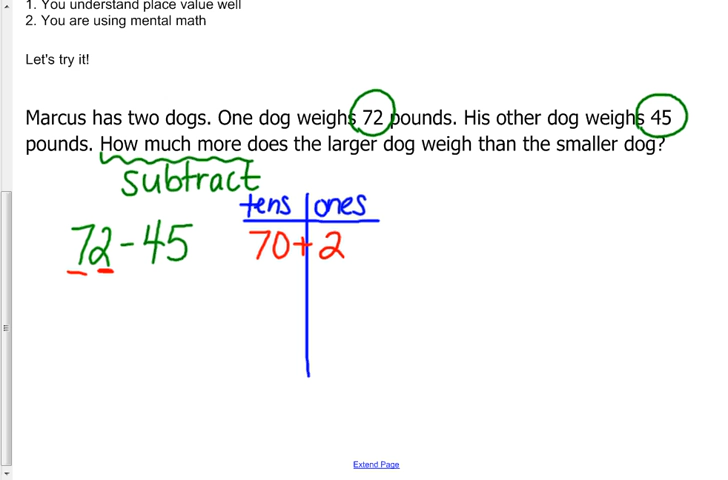 1. You understand place value well
2. You are using mental math
Let's try it!
Marcus has two dogs. One dog weighs 72 pounds. His other dog weighs 45
pounds. How much more does the larger dog weigh than the smaller dog?
subtract
tens ones
72-45 70+2
Extend Page